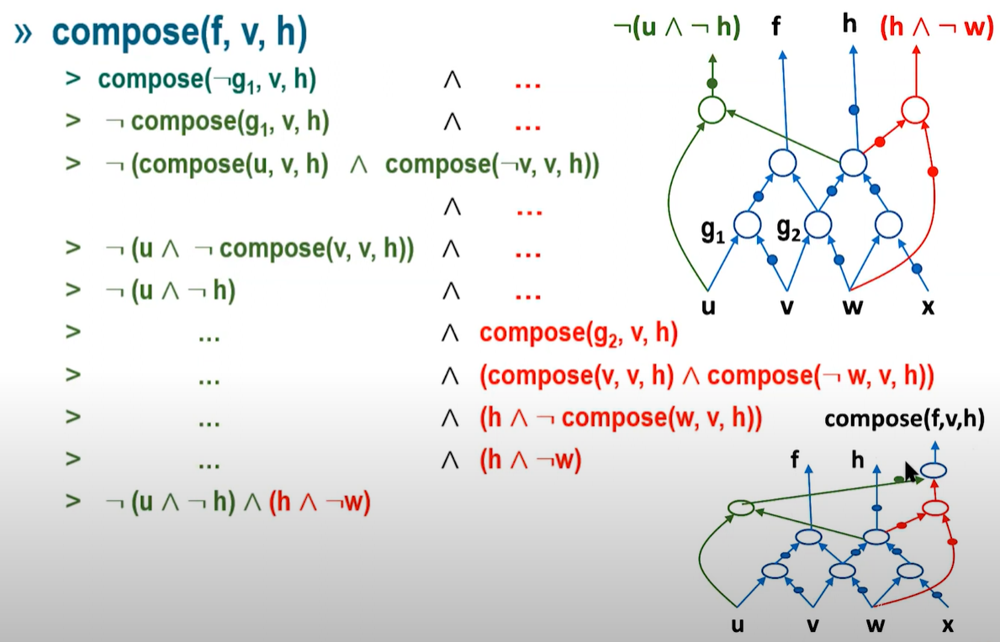 » compose(f, v, h)
> compose(¬g₁, v, h) ∧ ...
> ¬ compose(g₁, v, h) ∧ ...
> ¬ (compose(u, v, h) ∧ compose(¬v, v, h))
∧ ...
> ¬ (u ∧ ¬ compose(v, v, h)) ∧ ...
> ¬ (u ∧ ¬ h) ∧ ...
> ... ∧ compose(g₂, v, h)
> ... ∧ (compose(v, v, h) ∧ compose(¬ w, v, h))
> ... ∧ (h ∧ ¬ compose(w, v, h))
> ... ∧ (h ∧ ¬w)
> ¬ (u ∧ ¬ h) ∧ (h ∧ ¬w)
¬(u ∧ ¬ h) f h (h ∧ ¬ w)
g₁ g₂
u v w x
compose(f,v,h)
f h
u v w x